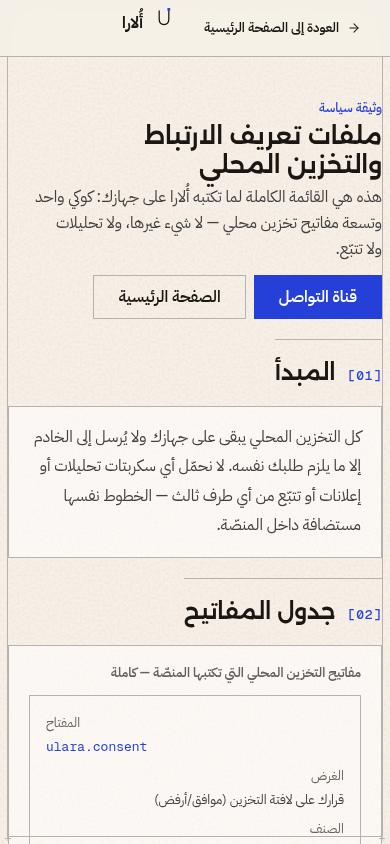 ← العودة إلى الصفحة الرئيسية
أُلارا
وثيقة سياسة
ملفات تعريف الارتباط
والتخزين المحلي
هذه هي القائمة الكاملة لما تكتبه أُلارا على جهازك: كوكي واحد
وتسعة مفاتيح تخزين محلي — لا شيء غيرها، ولا تحليلات
ولا تتبّع.
قناة التواصل
الصفحة الرئيسية
[01] المبدأ
كل التخزين المحلي يبقى على جهازك ولا يُرسل إلى الخادم
إلا ما يلزم طلبك نفسه. لا نحمّل أي سكربتات تحليلات أو
إعلانات أو تتبّع من أي طرف ثالث — الخطوط نفسها
مستضافة داخل المنصّة.
[02] جدول المفاتيح
مفاتيح التخزين المحلي التي تكتبها المنصّة — كاملة
المفتاح
ulara.consent
الغرض
قرارك على لافتة التخزين (موافق/أرفض)
الصنف